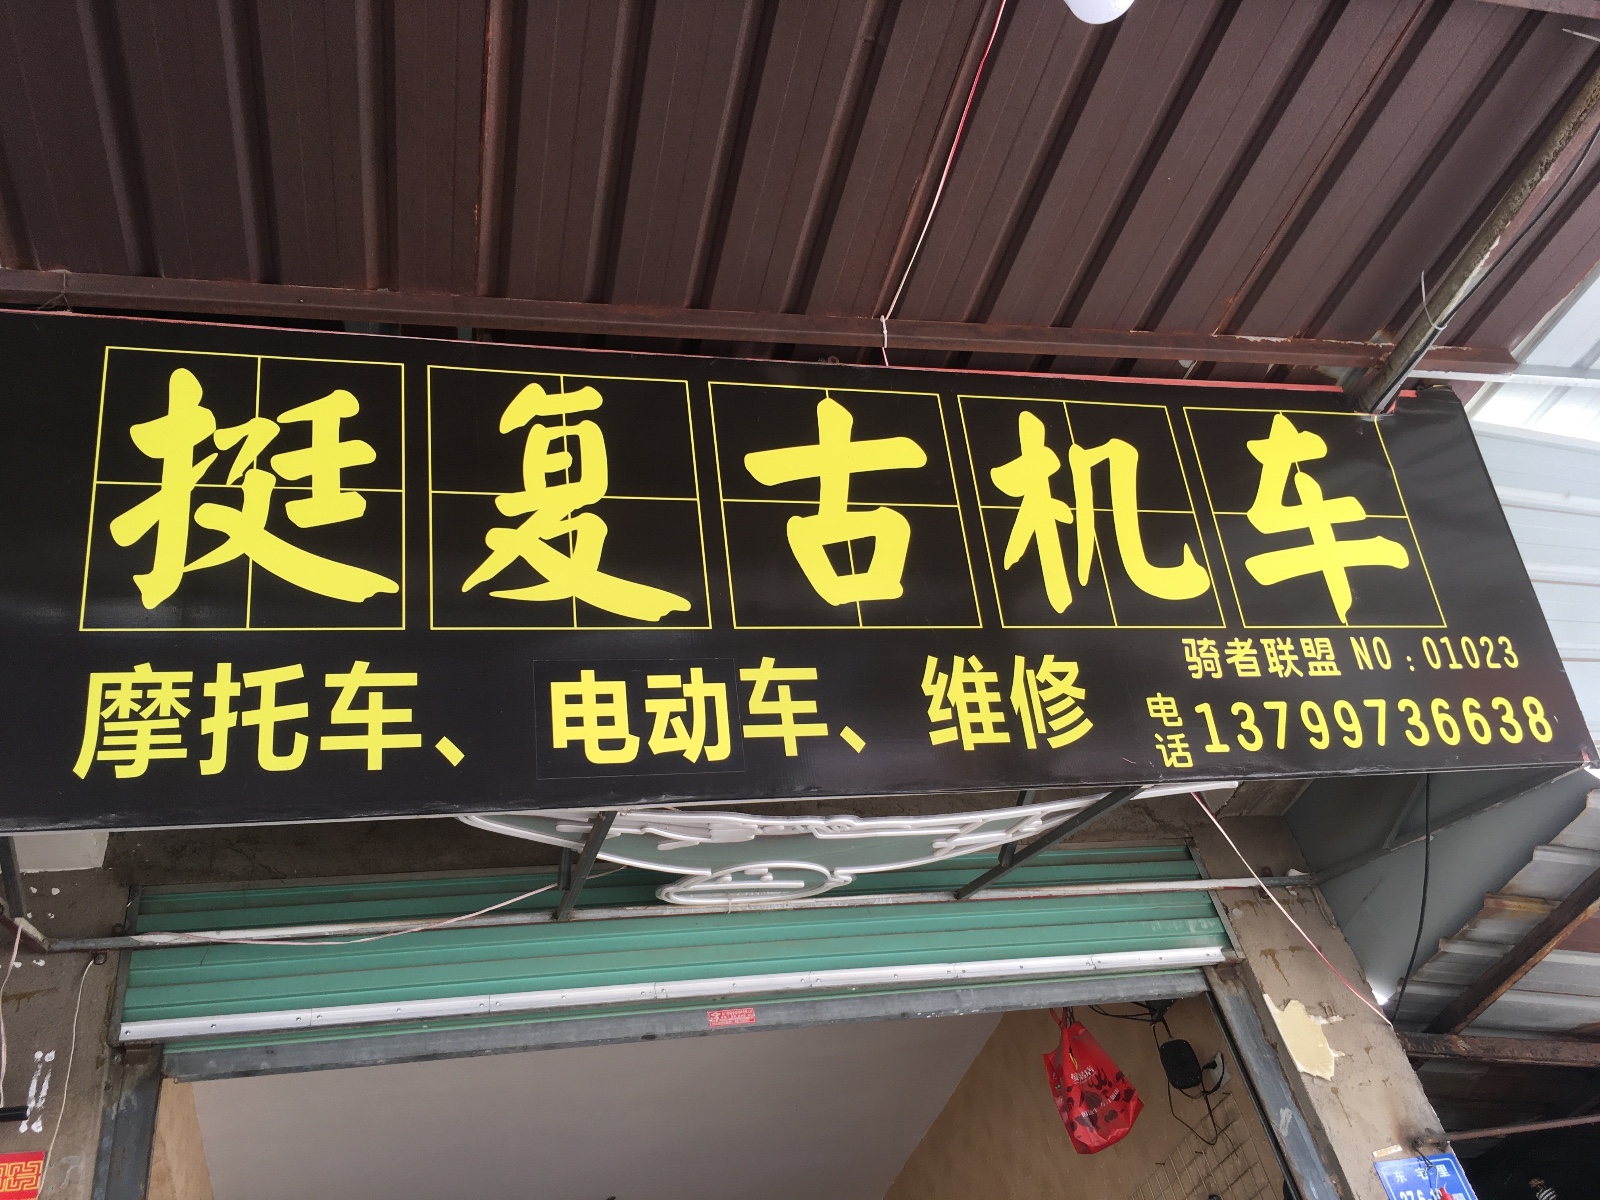 挺复古机车
骑者联盟 NO：01023
摩托车、电动车、维修
电话 13799736638